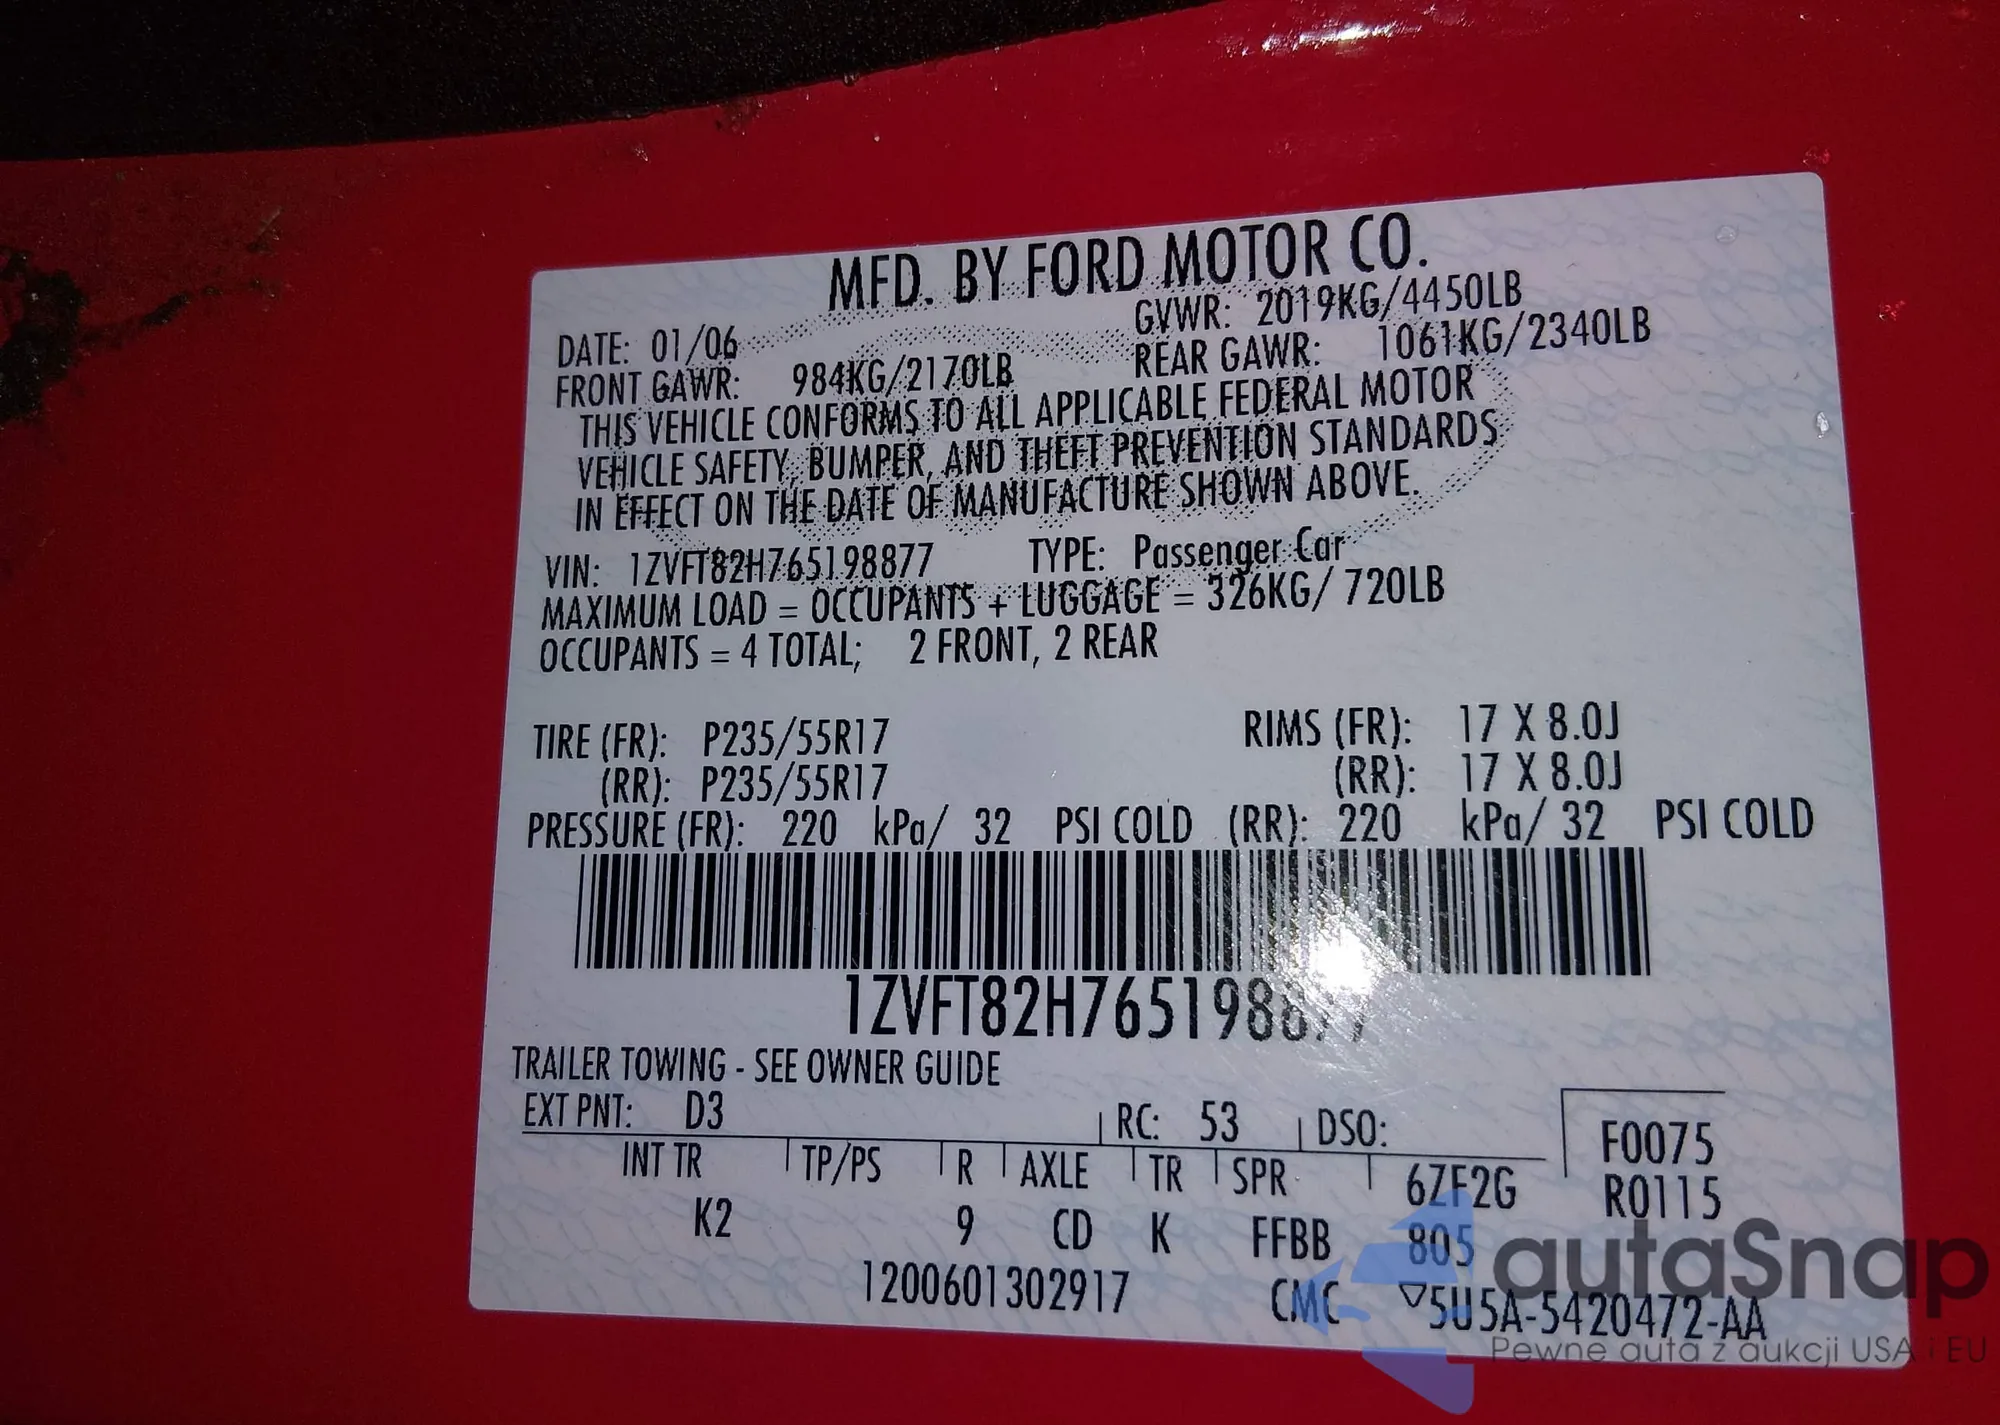 MFD. BY FORD MOTOR CO.
DATE: 01/06 GVWR: 2019KG/4450LB
FRONT GAWR: 984KG/2170LB REAR GAWR: 1061KG/2340LB
THIS VEHICLE CONFORMS TO ALL APPLICABLE FEDERAL MOTOR
VEHICLE SAFETY, BUMPER, AND THEFT PREVENTION STANDARDS
IN EFFECT ON THE DATE OF MANUFACTURE SHOWN ABOVE.
VIN: 1ZVFT82H765198877 TYPE: Passenger Car
MAXIMUM LOAD = OCCUPANTS + LUGGAGE = 326KG/ 720LB
OCCUPANTS = 4 TOTAL; 2 FRONT, 2 REAR
TIRE (FR): P235/55R17 RIMS (FR): 17 X 8.0J
(RR): P235/55R17 (RR): 17 X 8.0J
PRESSURE (FR): 220 kPa/ 32 PSI COLD (RR): 220 kPa/ 32 PSI COLD
1ZVFT82H765198877
TRAILER TOWING - SEE OWNER GUIDE
EXT PNT: D3 RC: 53 DSO: F0075
INT TR TP/PS R AXLE TR SPR 6ZF2G R0115
K2 9 CD K FFBB 805
1200601302917 CMC ▽5U5A-5420472-AA
autaSnap
Pewne auta z aukcji USA i EU